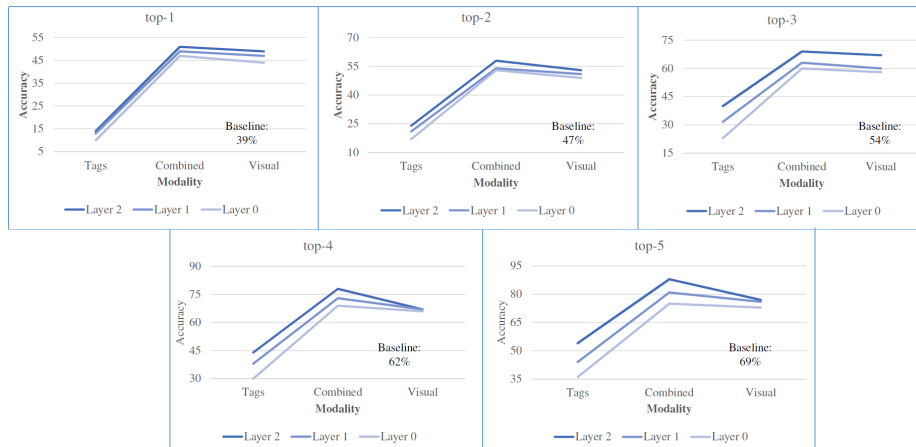 top-1
55
45
35
25
15
5
Accuracy
Baseline:
39%
Tags Combined Visual
Modality
Layer 2 Layer 1 Layer 0
top-2
70
55
40
25
10
Accuracy
Baseline:
47%
Tags Combined Visual
Modality
Layer 2 Layer 1 Layer 0
top-3
75
60
45
30
15
Accuracy
Baseline:
54%
Tags Combined Visual
Modality
Layer 2 Layer 1 Layer 0
top-4
90
75
60
45
30
Accuracy
Baseline:
62%
Tags Combined Visual
Modality
Layer 2 Layer 1 Layer 0
top-5
95
80
65
50
35
Accuracy
Baseline:
69%
Tags Combined Visual
Modality
Layer 2 Layer 1 Layer 0